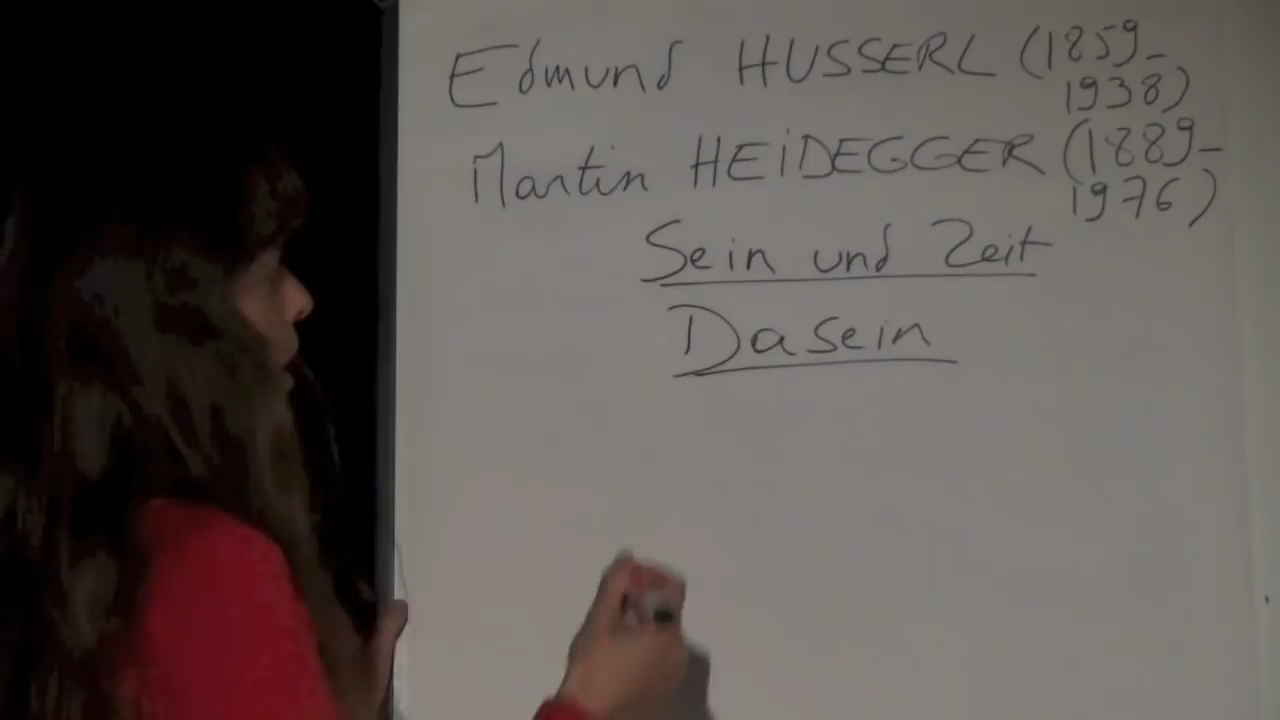 Edmund HUSSERL (1859-
1938)
Martin HEiDEGGER (1889-
1976)
Sein und Zeit
Dasein